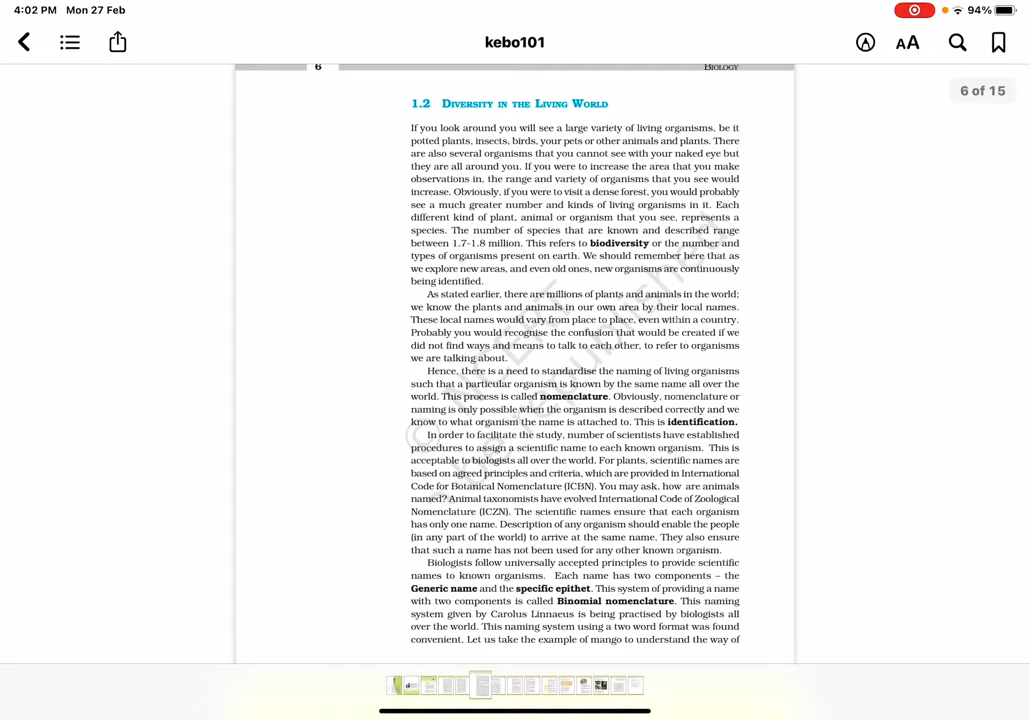 4:02 PM Mon 27 Feb
94%
kebo101
AA
6 BIOLOGY
6 of 15
1.2 DIVERSITY IN THE LIVING WORLD
If you look around you will see a large variety of living organisms, be it
potted plants, insects, birds, your pets or other animals and plants. There
are also several organisms that you cannot see with your naked eye but
they are all around you. If you were to increase the area that you make
observations in, the range and variety of organisms that you see would
increase. Obviously, if you were to visit a dense forest, you would probably
see a much greater number and kinds of living organisms in it. Each
different kind of plant, animal or organism that you see, represents a
species. The number of species that are known and described range
between 1.7-1.8 million. This refers to biodiversity or the number and
types of organisms present on earth. We should remember here that as
we explore new areas, and even old ones, new organisms are continuously
being identified.
As stated earlier, there are millions of plants and animals in the world;
we know the plants and animals in our own area by their local names.
These local names would vary from place to place, even within a country.
Probably you would recognise the confusion that would be created if we
did not find ways and means to talk to each other, to refer to organisms
we are talking about.
Hence, there is a need to standardise the naming of living organisms
such that a particular organism is known by the same name all over the
world. This process is called nomenclature. Obviously, nomenclature or
naming is only possible when the organism is described correctly and we
know to what organism the name is attached to. This is identification.
In order to facilitate the study, number of scientists have established
procedures to assign a scientific name to each known organism. This is
acceptable to biologists all over the world. For plants, scientific names are
based on agreed principles and criteria, which are provided in International
Code for Botanical Nomenclature (ICBN). You may ask, how are animals
named? Animal taxonomists have evolved International Code of Zoological
Nomenclature (ICZN). The scientific names ensure that each organism
has only one name. Description of any organism should enable the people
(in any part of the world) to arrive at the same name. They also ensure
that such a name has not been used for any other known organism.
Biologists follow universally accepted principles to provide scientific
names to known organisms. Each name has two components – the
Generic name and the specific epithet. This system of providing a name
with two components is called Binomial nomenclature. This naming
system given by Carolus Linnaeus is being practised by biologists all
over the world. This naming system using a two word format was found
convenient. Let us take the example of mango to understand the way of
© NCERT
be republished